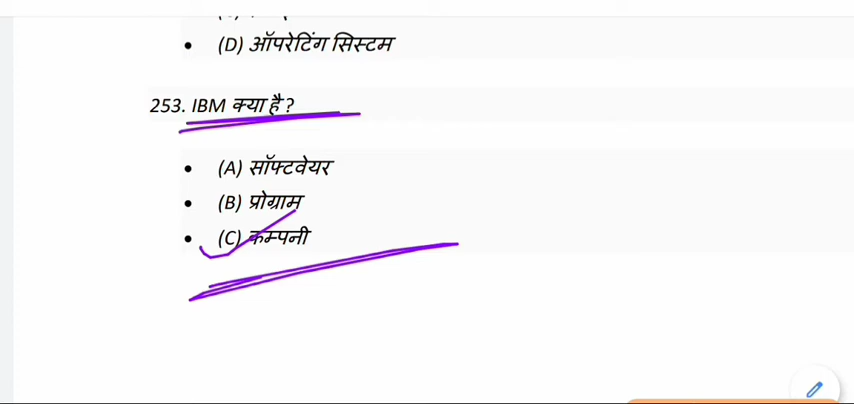 (D) ऑपरेटिंग सिस्टम
253. IBM क्या है?
(A) सॉफ्टवेयर
(B) प्रोग्राम
(C) कम्पनी